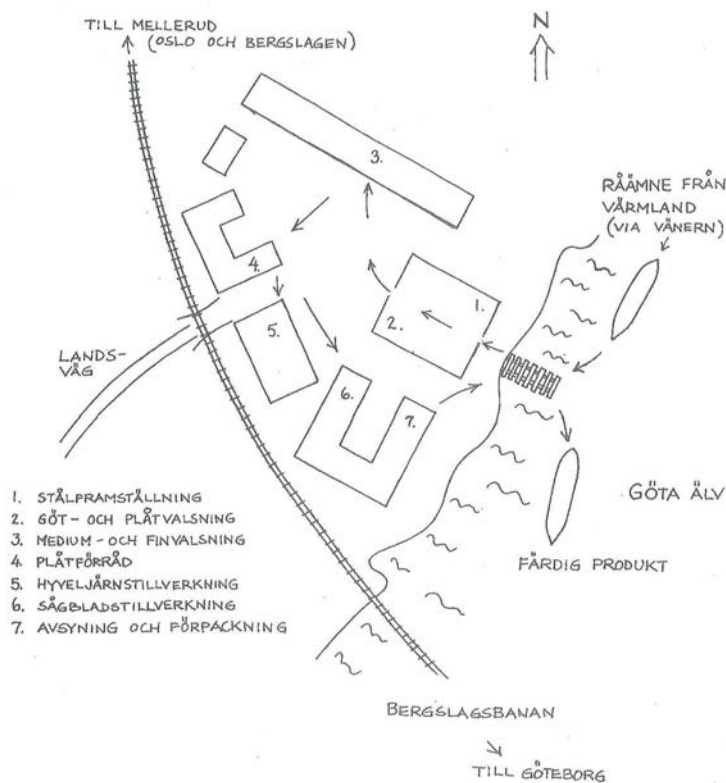 TILL MELLERUD
(OSLO OCH BERGSLAGEN)
N
3.
RÅÄMNE FRÅN
VÄRMLAND
(VIA VÄNERN)
4.
1.
2.
5.
LANDS-
VÄG
6.
7.
GÖTA ÄLV
FÄRDIG PRODUKT
1. STÅLFRAMSTÄLLNING
2. GÖT- OCH PLÅTVALSNING
3. MEDIUM- OCH FINVALSNING
4. PLÅTFÖRRÅD
5. HYVELJÄRNSTILLVERKNING
6. SÅGBLADSTILLVERKNING
7. AVSYNING OCH FÖRPACKNING
BERGSLAGSBANAN
TILL GÖTEBORG